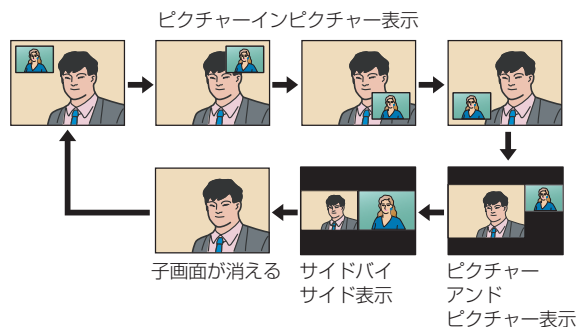 ピクチャーインピクチャー表示
子画面が消える
サイドバイ
サイド表示
ピクチャー
アンド
ピクチャー表示